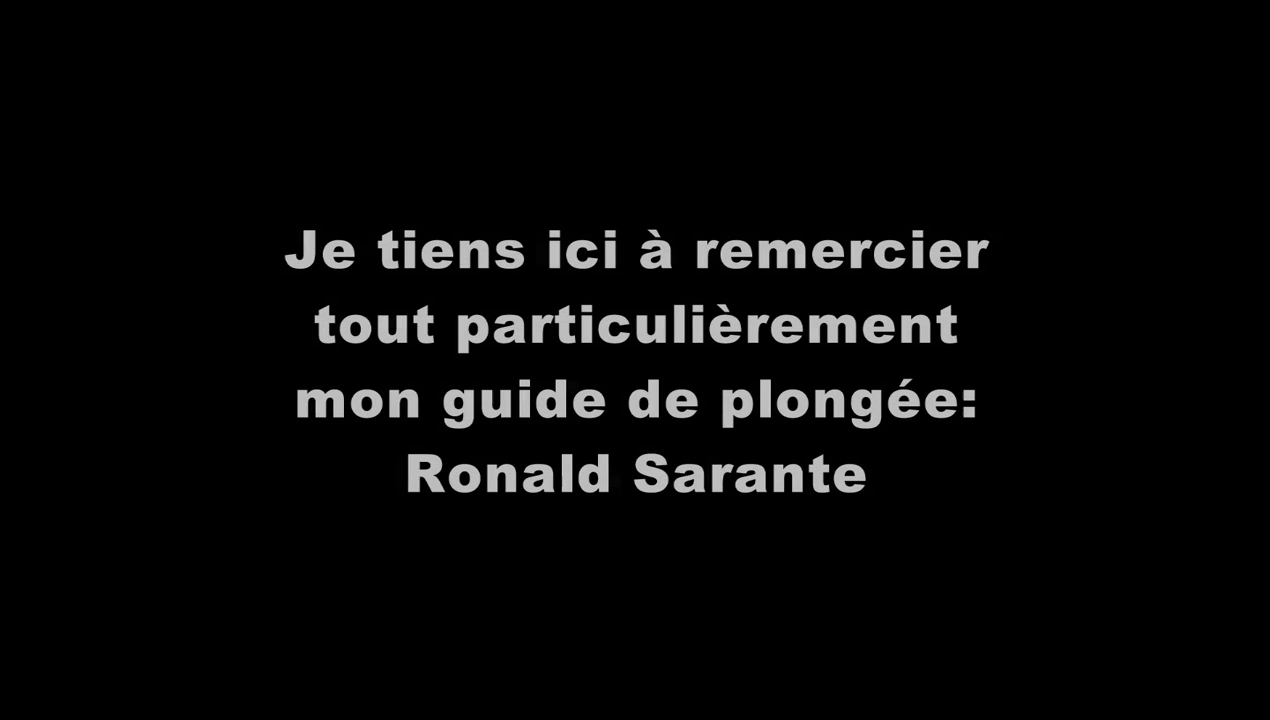 Je tiens ici à remercier
tout particulièrement
mon guide de plongée:
Ronald Sarante